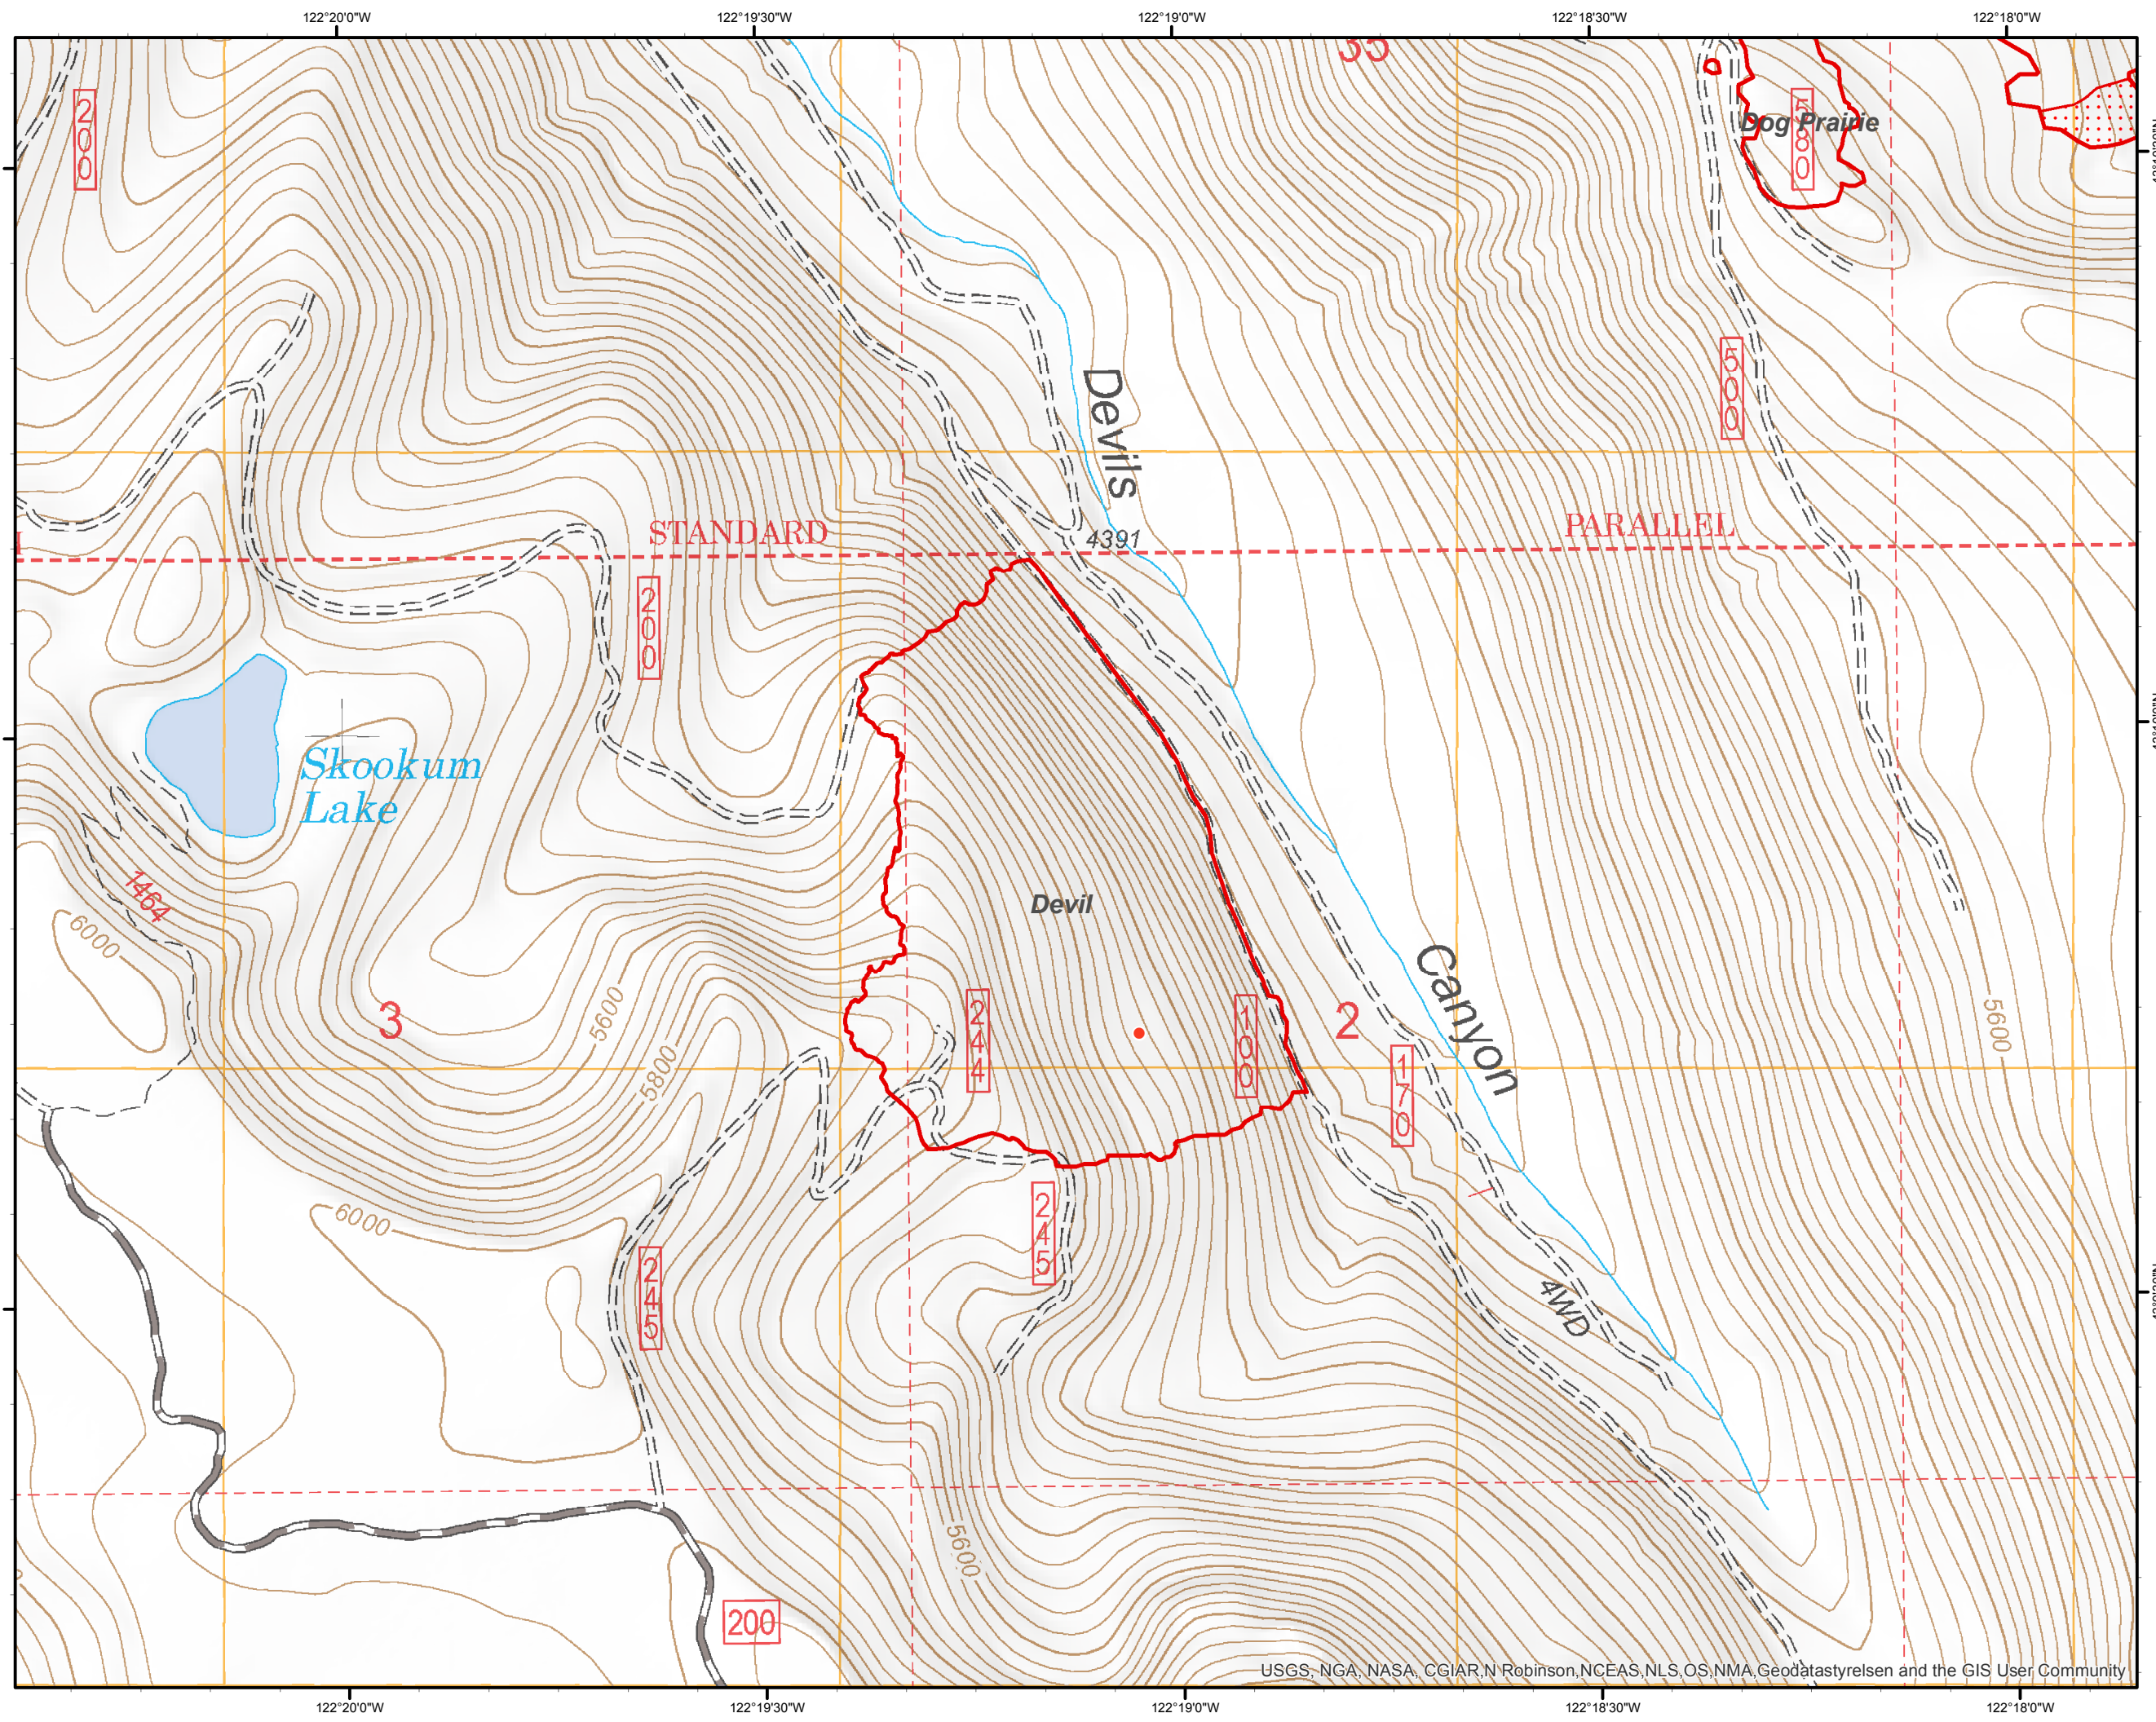 122°20'0"W
122°19'30"W
122°19'0"W
122°18'30"W
122°18'0"W
35
200
580
Dog Prairie
500
Devils
STANDARD
PARALLEL
4391
200
Skookum
Lake
1464
6000
Devil
Canyon
3
5600
5800
244
100
2
170
5600
6000
245
245
4WD
5600
200
USGS, NGA, NASA, CGIAR,N Robinson,NCEAS,NLS,OS,NMA,Geodatastyrelsen and the GIS User Community
122°20'0"W
122°19'30"W
122°19'0"W
122°18'30"W
122°18'0"W